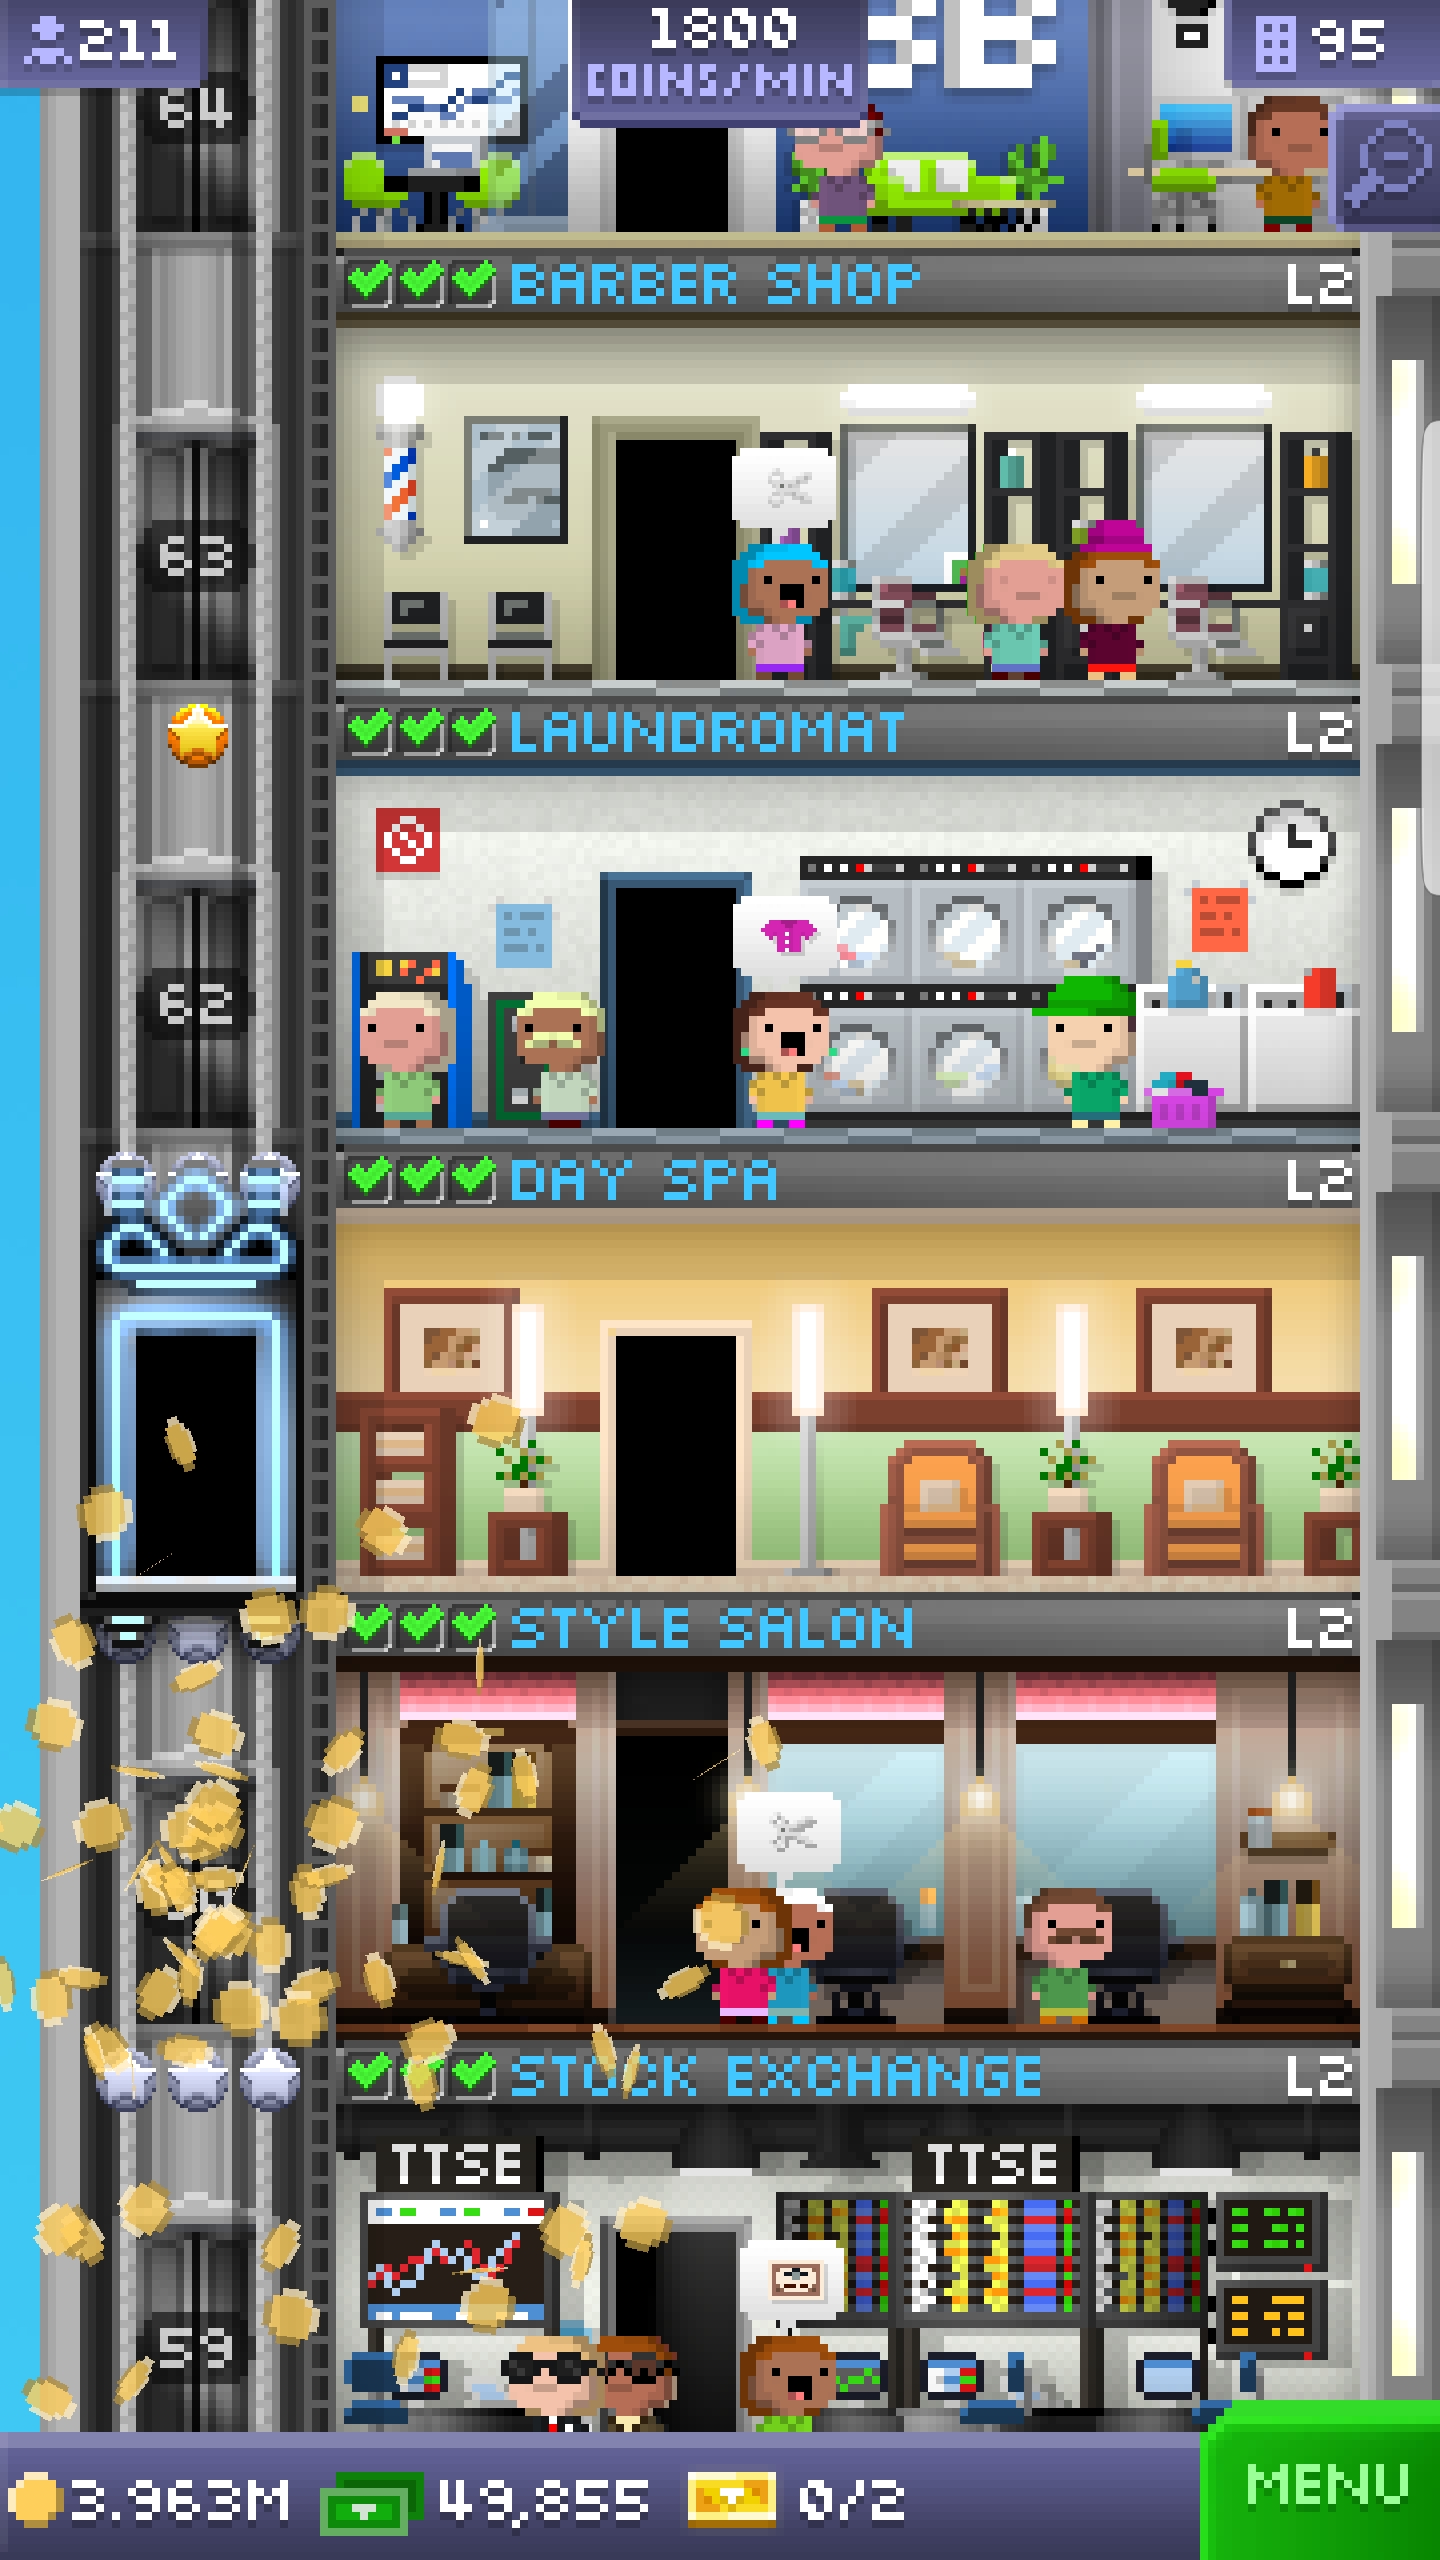 211
1800
COINS/MIN
95
64
BARBER SHOP L2
63
LAUNDROMAT L2
62
DAY SPA L2
STYLE SALON L2
STOCK EXCHANGE L2
TTSE TTSE
59
3.963M 49,855 0/2
MENU